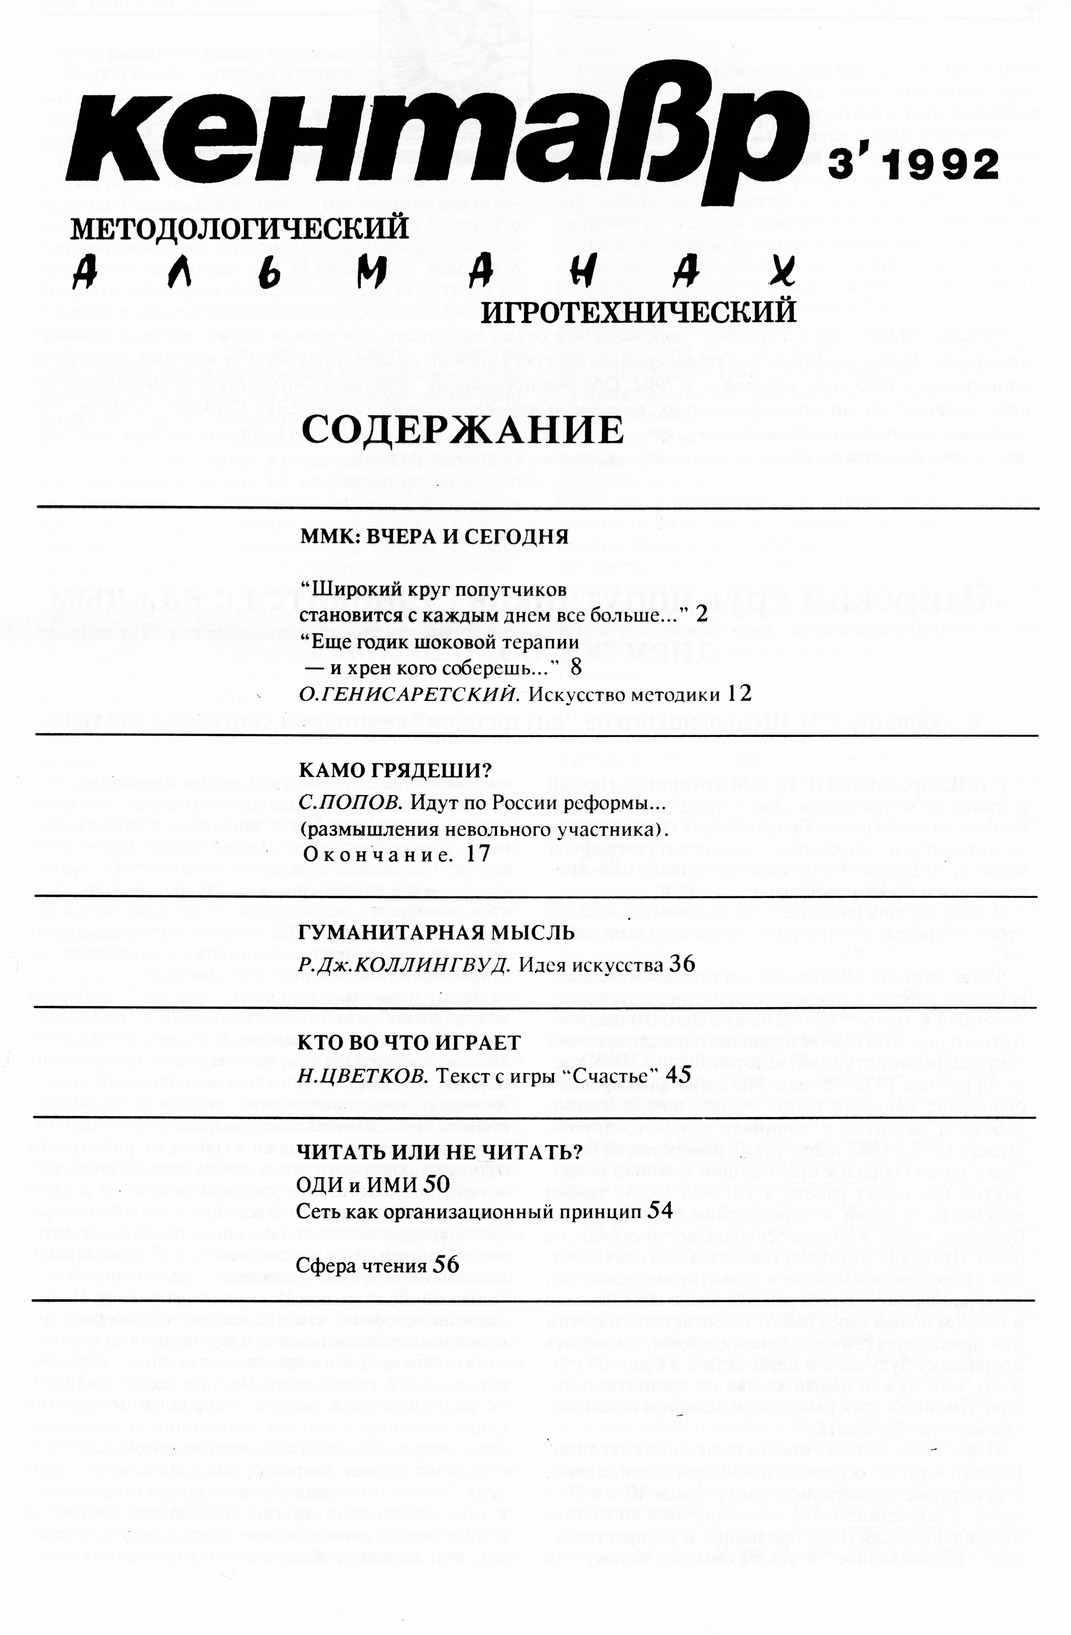 кентавр 3'1992
МЕТОДОЛОГИЧЕСКИЙ
АЛЬМАНАХ
ИГРОТЕХНИЧЕСКИЙ
СОДЕРЖАНИЕ
ММК: ВЧЕРА И СЕГОДНЯ
“Широкий круг попутчиков
становится с каждым днем все больше...” 2
“Еще годик шоковой терапии
— и хрен кого соберешь...” 8
О.ГЕНИСАРЕТСКИЙ. Искусство методики 12
КАМО ГРЯДЕШИ?
С.ПОПОВ. Идут по России реформы...
(размышления невольного участника).
Окончание. 17
ГУМАНИТАРНАЯ МЫСЛЬ
Р.Дж.КОЛЛИНГВУД. Идея искусства 36
КТО ВО ЧТО ИГРАЕТ
Н.ЦВЕТКОВ. Текст с игры “Счастье” 45
ЧИТАТЬ ИЛИ НЕ ЧИТАТЬ?
ОДИ и ИМИ 50
Сеть как организационный принцип 54
Сфера чтения 56